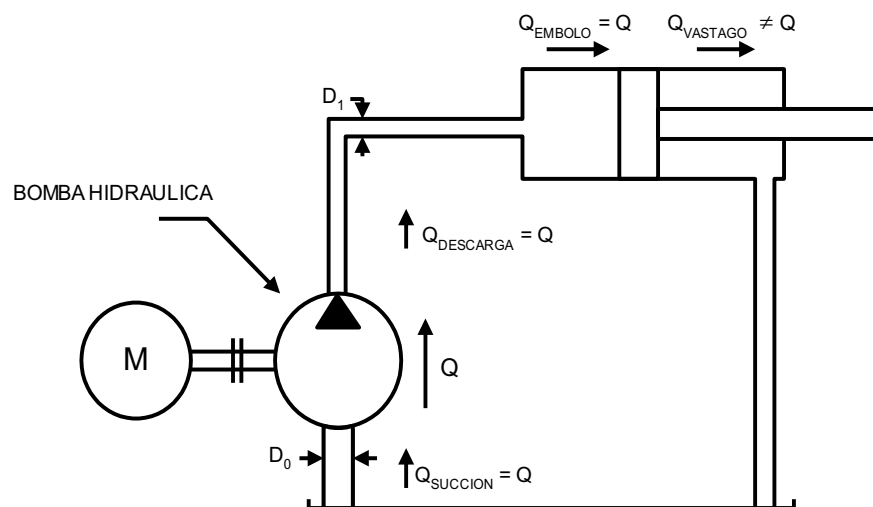 Q_EMBOLO = Q
Q_VASTAGO ≠ Q
D_1
BOMBA HIDRAULICA
Q_DESCARGA = Q
M
Q
D_0
Q_SUCCION = Q